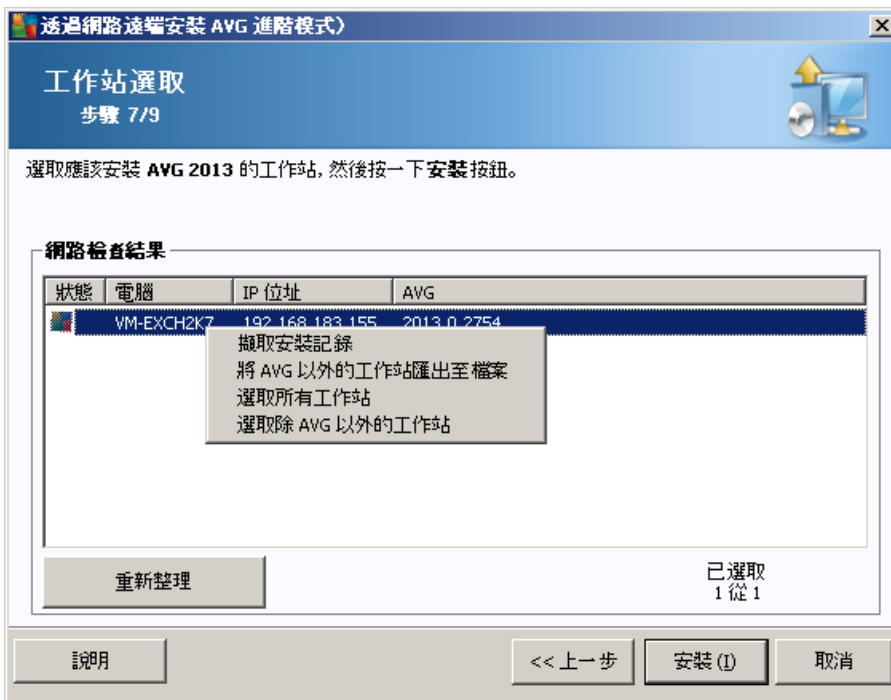 透過網路遠端安裝 AVG 進階模式)
工作站選取
步驟 7/9
選取應該安裝 AVG 2013 的工作站, 然後按一下安裝按鈕。
網路檢查結果
狀態 電腦 IP 位址 AVG
VM-EXCH2K7 192.168.183.155 2013.0.2754
擷取安裝記錄
將 AVG 以外的工作站匯出至檔案
選取所有工作站
選取除 AVG 以外的工作站
重新整理
已選取
1 從 1
說明
<< 上一步
安裝 (I)
取消